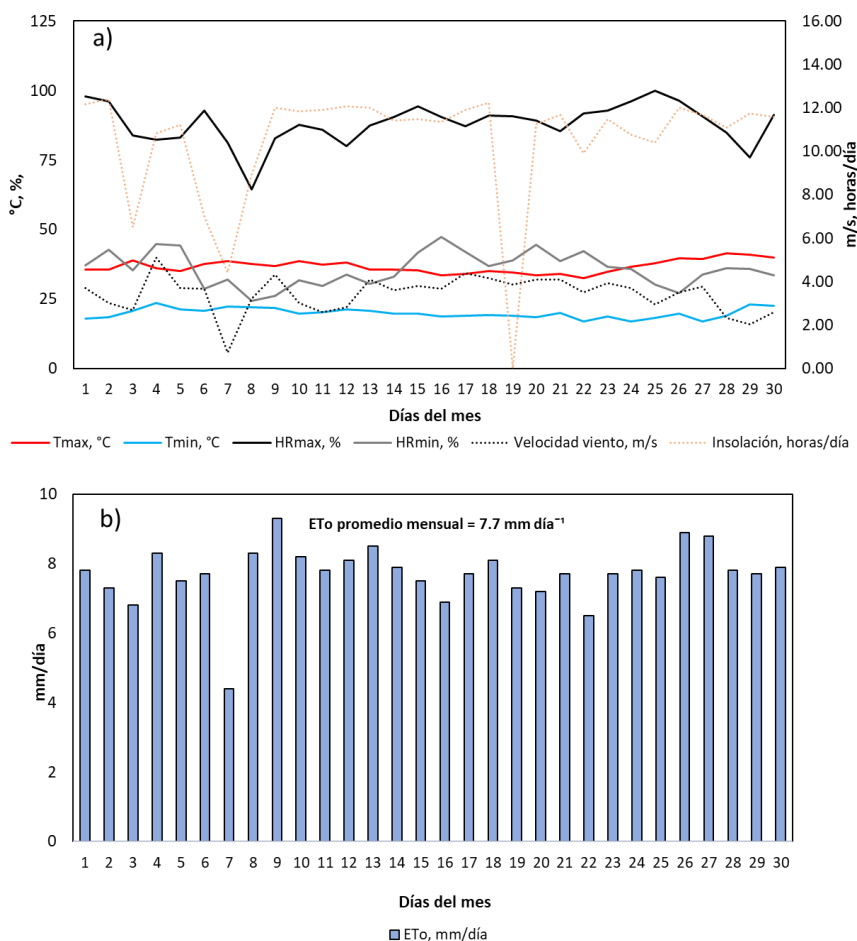 a)
125
100
75
50
25
0
°C, %,
16.00
14.00
12.00
10.00
8.00
6.00
4.00
2.00
0.00
m/s, horas/día
1 2 3 4 5 6 7 8 9 10 11 12 13 14 15 16 17 18 19 20 21 22 23 24 25 26 27 28 29 30
Días del mes
Tmax, °C Tmin, °C HRmax, % HRmin, % Velocidad viento, m/s Insolación, horas/día
b)
ETo promedio mensual = 7.7 mm día⁻¹
10
8
6
4
2
0
mm/día
1 2 3 4 5 6 7 8 9 10 11 12 13 14 15 16 17 18 19 20 21 22 23 24 25 26 27 28 29 30
Días del mes
ETo, mm/día